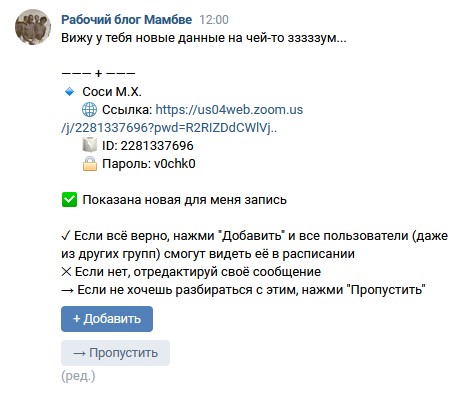 Рабочий блог Мамбве 12:00
Вижу у тебя новые данные на чей-то зззззум...
——— + ———
🔹 Соси М.Х.
🌐 Ссылка: https://us04web.zoom.us
/j/2281337696?pwd=R2RIZDdCWlVj..
ID: 2281337696
🔒 Пароль: v0chk0
✅ Показана новая для меня запись
✓ Если всё верно, нажми "Добавить" и все пользователи (даже
из других групп) смогут видеть её в расписании
✕ Если нет, отредактируй своё сообщение
→ Если не хочешь разбираться с этим, нажми "Пропустить"
+ Добавить
→ Пропустить
(ред.)